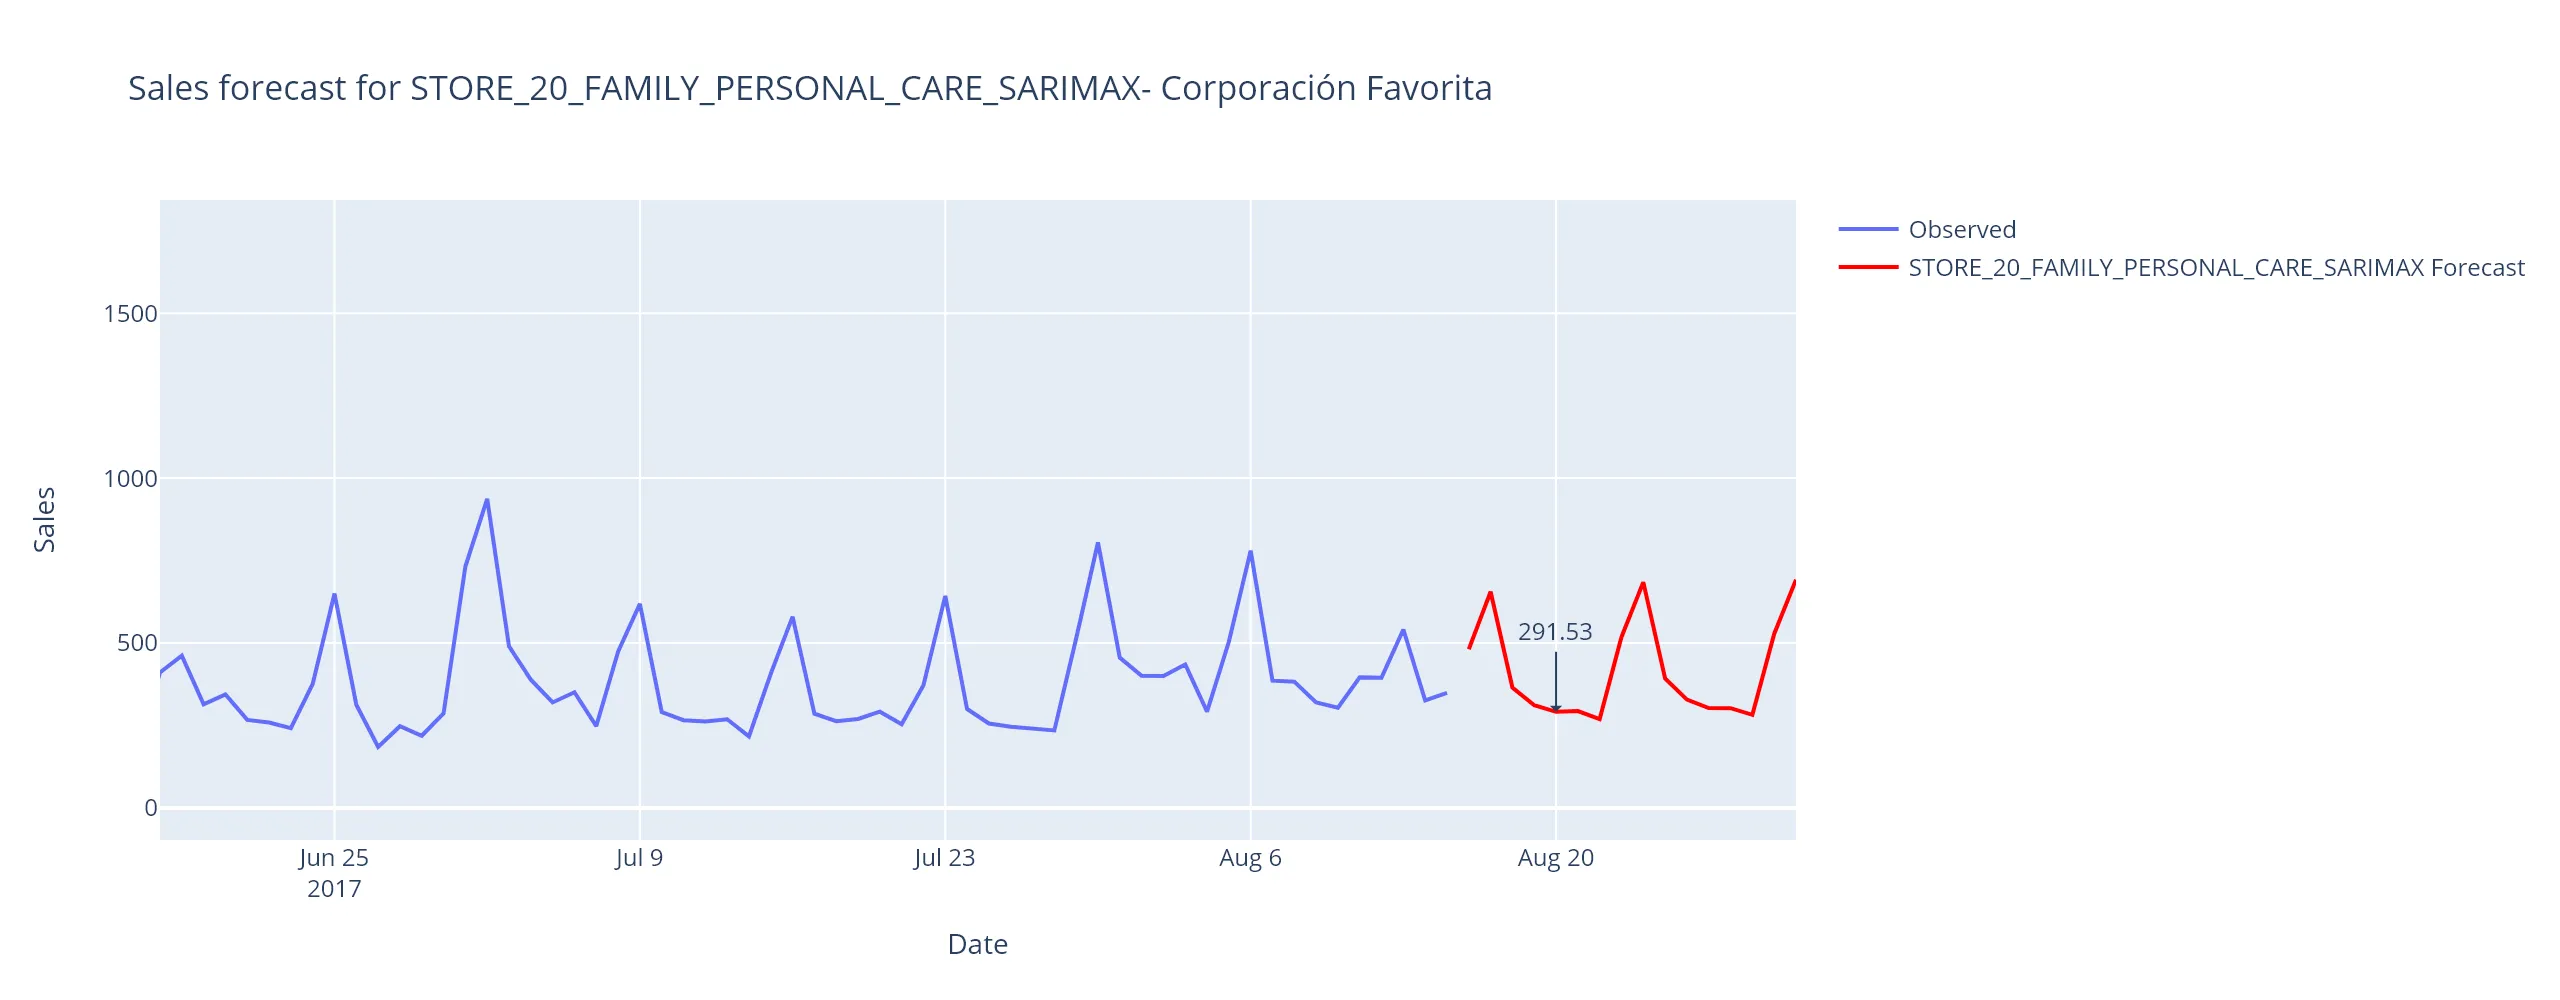 Sales forecast for STORE_20_FAMILY_PERSONAL_CARE_SARIMAX- Corporación Favorita
Observed
STORE_20_FAMILY_PERSONAL_CARE_SARIMAX Forecast
1500
1000
500
0
Sales
291.53
Jun 25
2017
Jul 9
Jul 23
Aug 6
Aug 20
Date